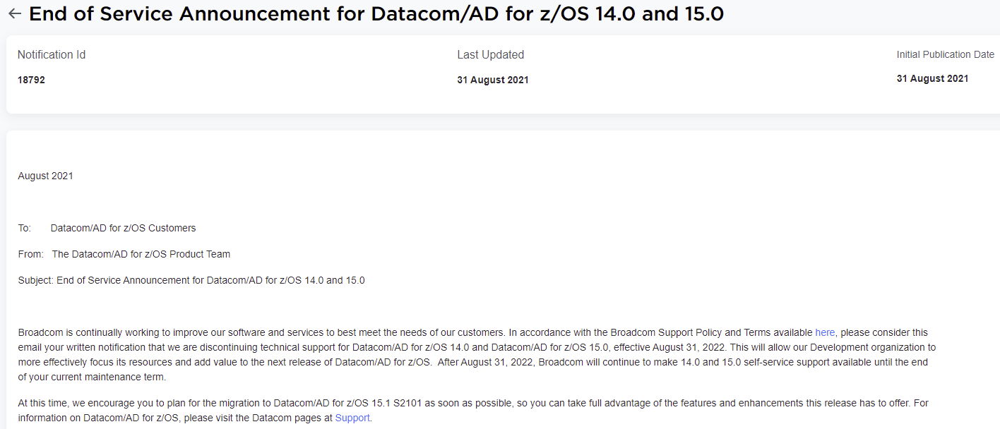 End of Service Announcement for Datacom/AD for z/OS 14.0 and 15.0
Notification Id
Last Updated
Initial Publication Date
18792
31 August 2021
31 August 2021
August 2021
To: Datacom/AD for z/OS Customers
From: The Datacom/AD for z/OS Product Team
Subject: End of Service Announcement for Datacom/AD for z/OS 14.0 and 15.0
Broadcom is continually working to improve our software and services to best meet the needs of our customers. In accordance with the Broadcom Support Policy and Terms available here, please consider this
email your written notification that we are discontinuing technical support for Datacom/AD for z/OS 14.0 and Datacom/AD for z/OS 15.0, effective August 31, 2022. This will allow our Development organization to
more effectively focus its resources and add value to the next release of Datacom/AD for z/OS. After August 31, 2022, Broadcom will continue to make 14.0 and 15.0 self-service support available until the end
of your current maintenance term.
At this time, we encourage you to plan for the migration to Datacom/AD for z/OS 15.1 S2101 as soon as possible, so you can take full advantage of the features and enhancements this release has to offer. For
information on Datacom/AD for z/OS, please visit the Datacom pages at Support.